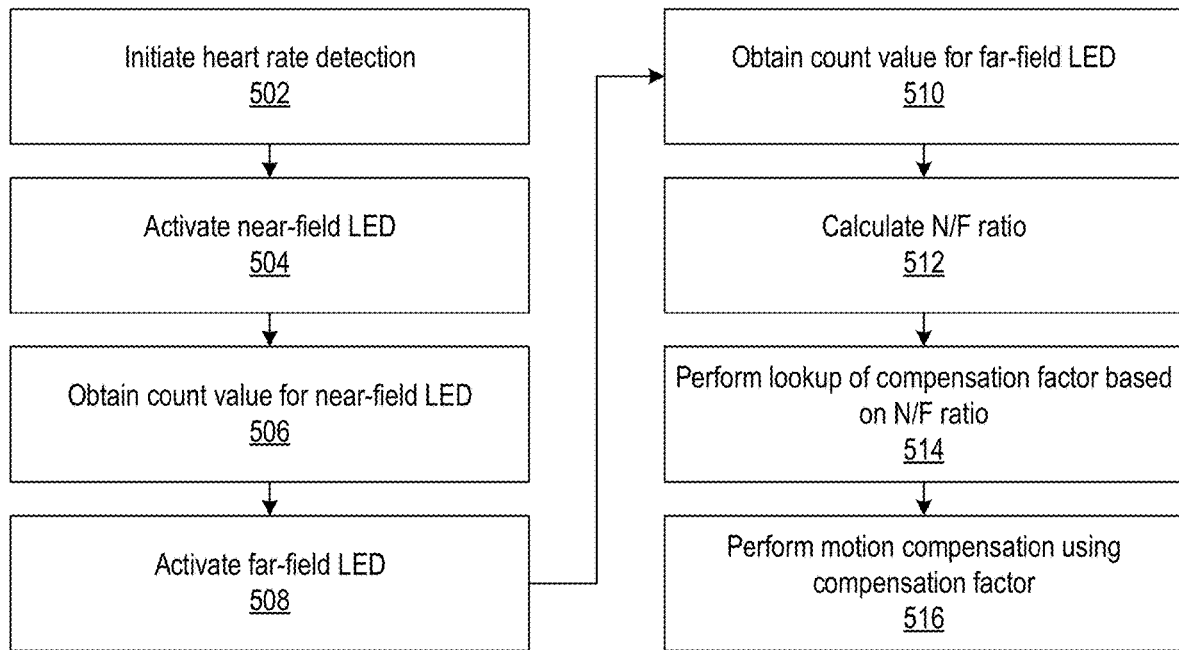 Initiate heart rate detection
502
Activate near-field LED
504
Obtain count value for near-field LED
506
Activate far-field LED
508
Obtain count value for far-field LED
510
Calculate N/F ratio
512
Perform lookup of compensation factor based
on N/F ratio
514
Perform motion compensation using
compensation factor
516